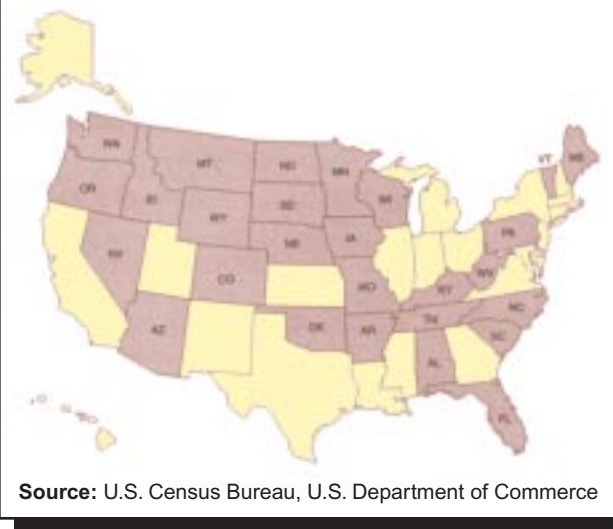 VT
WA
MT
ND
MN
ME
OR
ID
SD
WI
WY
IA
PA
NE
NV
CO
WV
MO
KY
AZ
OK
AR
TN
NC
SC
AL
FL
Source: U.S. Census Bureau, U.S. Department of Commerce